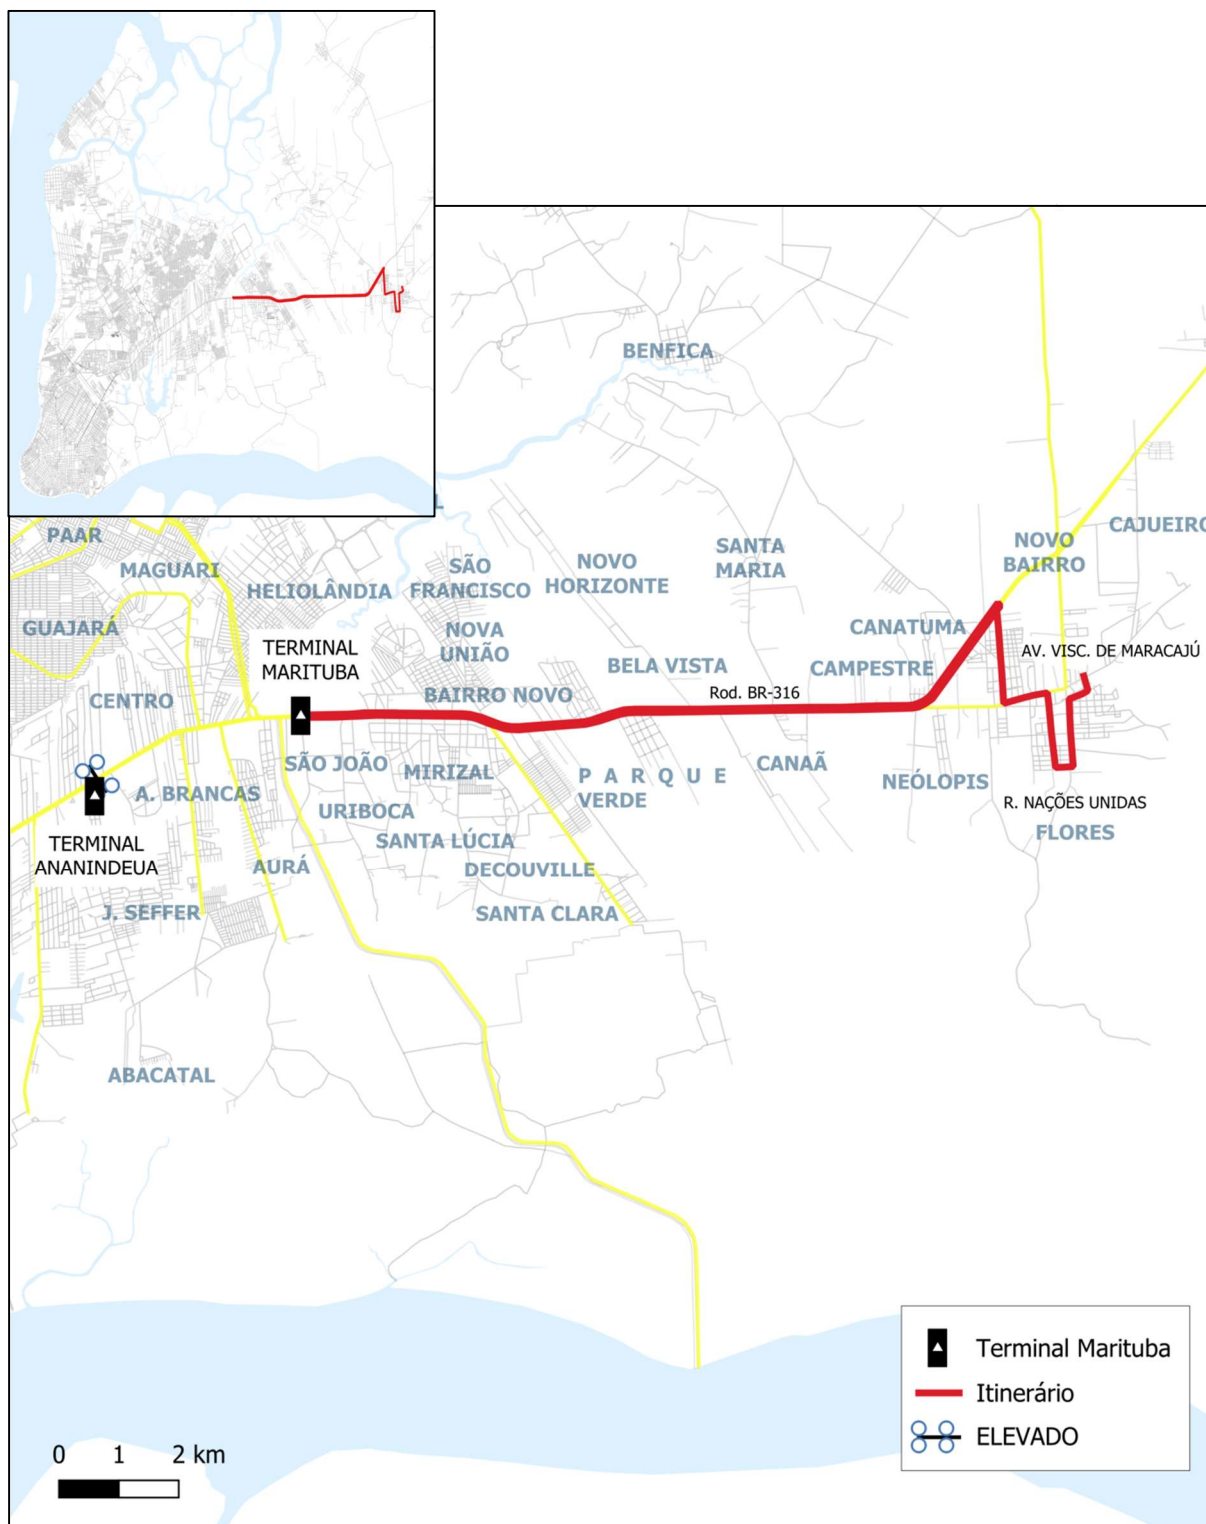 BENFICA
PAAR
MAGUARI
GUAJARÁ
HELIOLÂNDIA
SÃO
FRANCISCO
NOVO
HORIZONTE
SANTA
MARIA
NOVO
BAIRRO
CAJUEIRO
TERMINAL
MARITUBA
NOVA
UNIÃO
CANATUMA
CENTRO
BAIRRO NOVO
BELA VISTA
CAMPESTRE
AV. VISC. DE MARACAJÚ
Rod. BR-316
SÃO JOÃO
MIRIZAL
PARQUE
VERDE
CANAÃ
NEÓLOPIS
A. BRANCAS
URIBOCA
R. NAÇÕES UNIDAS
FLORES
TERMINAL
ANANINDEUA
SANTA LÚCIA
AURÁ
DECOUVILLE
J. SEFFER
SANTA CLARA
ABACATAL
Terminal Marituba
Itinerário
ELEVADO
0 1 2 km